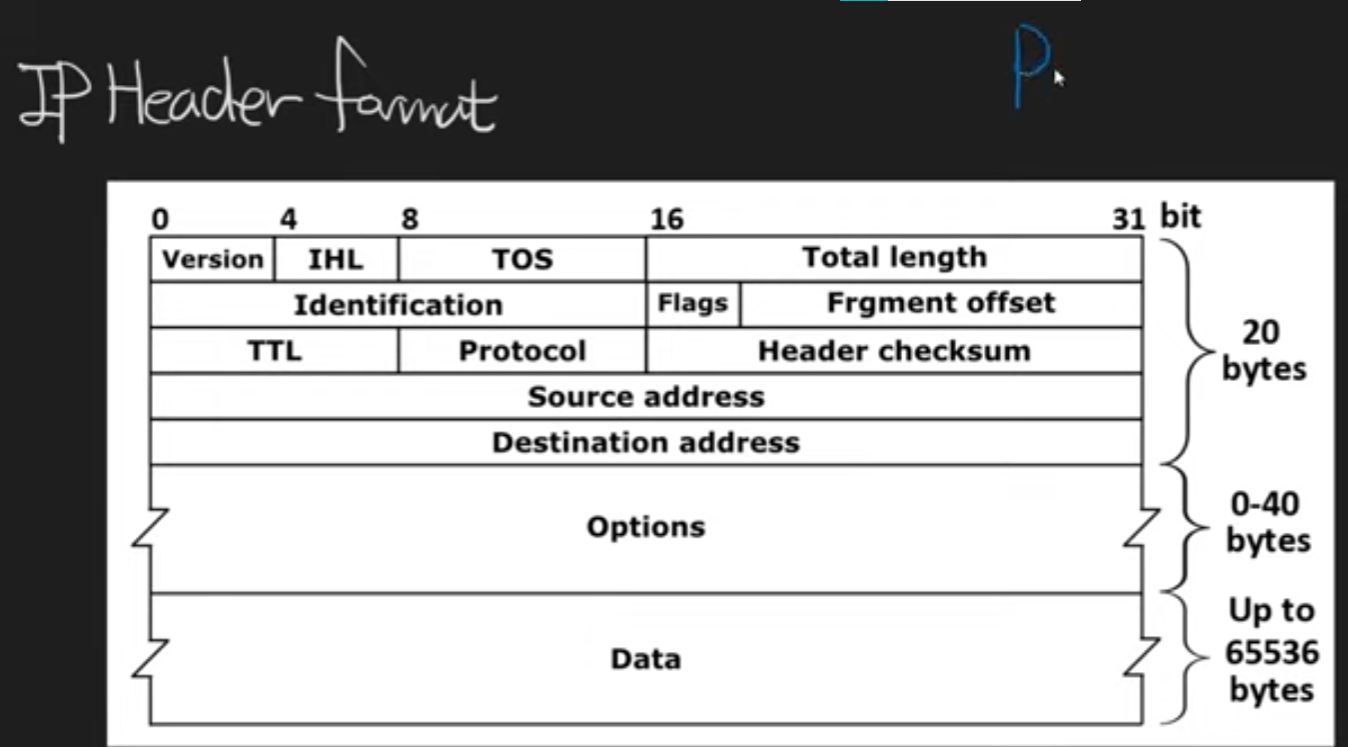 P
IP Header format
0 4 8 16 31 bit
Version IHL TOS Total length
Identification Flags Frgment offset
TTL Protocol Header checksum
Source address
Destination address
20
bytes
Options
0-40
bytes
Data
Up to
65536
bytes